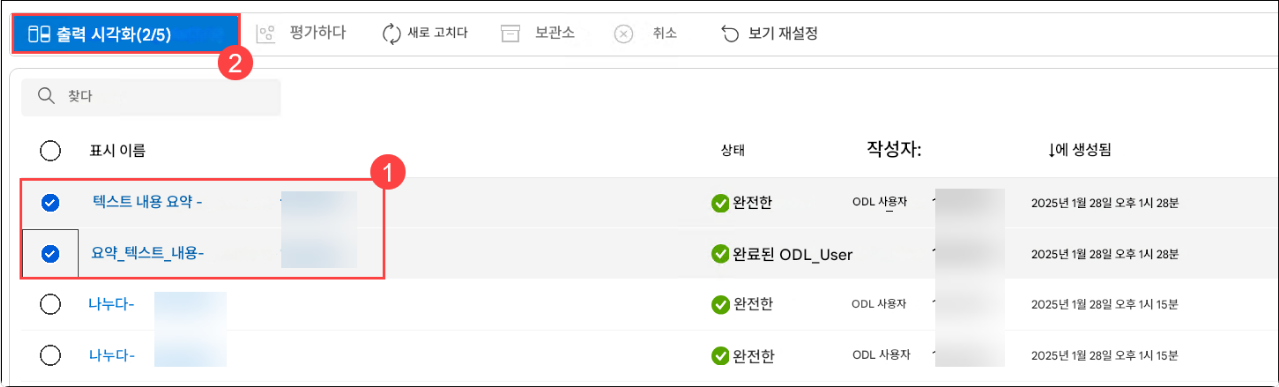 출력 시각화(2/5) 평가하다 새로 고치다 보관소 취소 보기 재설정
2
찾다
표시 이름 상태 작성자: ↓에 생성됨
1
텍스트 내용 요약 - 완전한 ODL 사용자 2025년 1월 28일 오후 1시 28분
요약_텍스트_내용- 완료된 ODL_User 2025년 1월 28일 오후 1시 28분
나누다- 완전한 ODL 사용자 2025년 1월 28일 오후 1시 15분
나누다- 완전한 ODL 사용자 2025년 1월 28일 오후 1시 15분